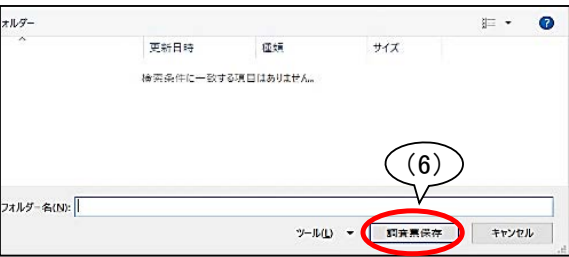 ォルダー
更新日時 種類 サイズ
検索条件に一致する項目はありません。
(6)
フォルダー名(N):
ツール(L) 調査票保存 キャンセル